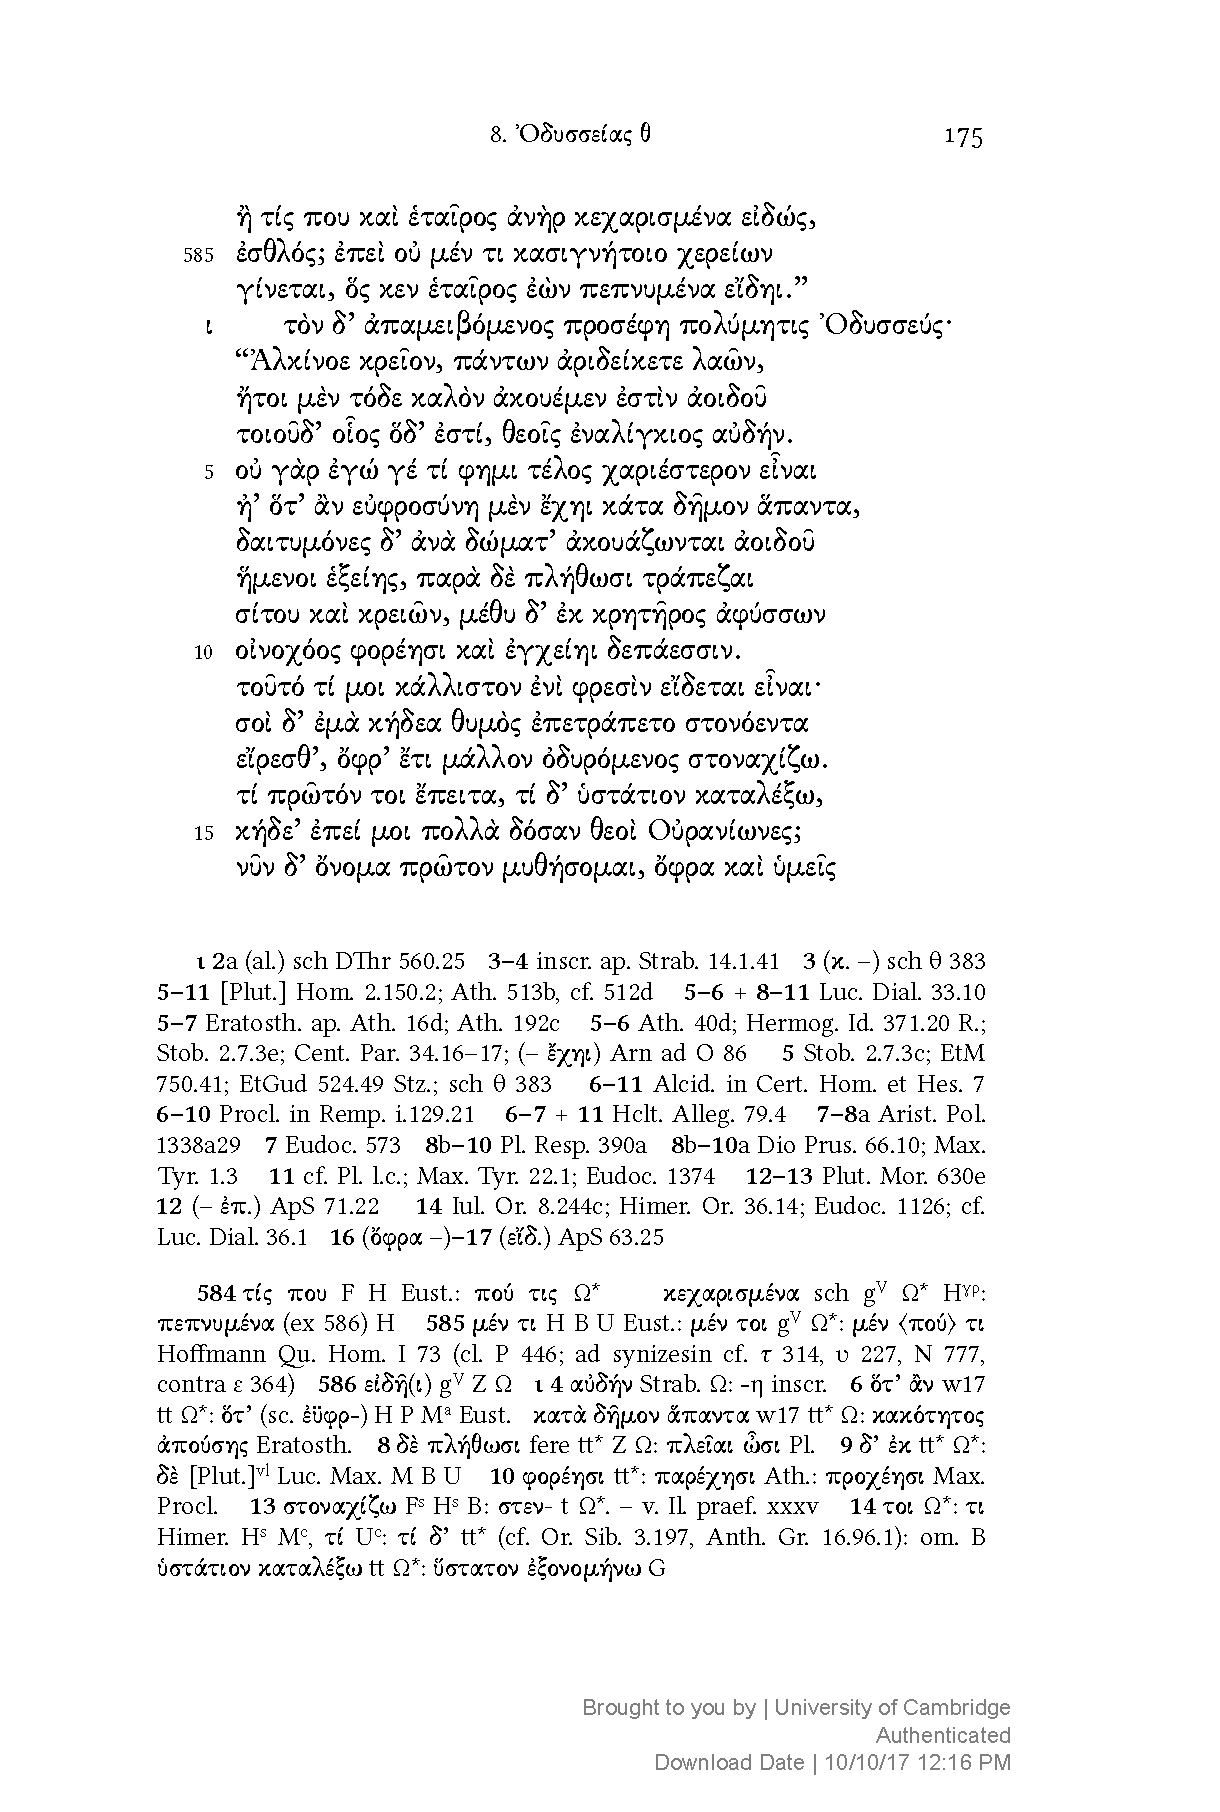 8. Ὀδυσσείας θ 175
ἢ τίς που καὶ ἑταῖρος ἀνὴρ κεχαρισμένα εἰδώς,
585 ἐσθλός; ἐπεὶ οὐ μέν τι κασιγνήτοιο χερείων
γίνεται, ὅς κεν ἑταῖρος ἐὼν πεπνυμένα εἴδηι.”
ι τὸν δ’ ἀπαμειβόμενος προσέφη πολύμητις Ὀδυσσεύς·
“Ἀλκίνοε κρεῖον, πάντων ἀριδείκετε λαῶν,
ἤτοι μὲν τόδε καλὸν ἀκουέμεν ἐστὶν ἀοιδοῦ
τοιοῦδ’ οἷος ὅδ’ ἐστί, θεοῖς ἐναλίγκιος αὐδήν.
5 οὐ γὰρ ἐγώ γέ τί φημι τέλος χαριέστερον εἶναι
ἠ’ ὅτ’ ἂν εὐφροσύνη μὲν ἔχηι κάτα δῆμον ἅπαντα,
δαιτυμόνες δ’ ἀνὰ δώματ’ ἀκουάζωνται ἀοιδοῦ
ἥμενοι ἑξείης, παρὰ δὲ πλήθωσι τράπεζαι
σίτου καὶ κρειῶν, μέθυ δ’ ἐκ κρητῆρος ἀφύσσων
10 οἰνοχόος φορέησι καὶ ἐγχείηι δεπάεσσιν.
τοῦτό τί μοι κάλλιστον ἐνὶ φρεσὶν εἴδεται εἶναι·
σοὶ δ’ ἐμὰ κήδεα θυμὸς ἐπετράπετο στονόεντα
εἴρεσθ’, ὄφρ’ ἔτι μάλλον ὀδυρόμενος στοναχίζω.
τί πρῶτόν τοι ἔπειτα, τί δ’ ὑστάτιον καταλέξω,
15 κήδε’ ἐπεί μοι πολλὰ δόσαν θεοὶ Οὐρανίωνες;
νῦν δ’ ὄνομα πρῶτον μυθήσομαι, ὄφρα καὶ ὑμεῖς
ι 2a (al.) sch DThr 560.25 3–4 inscr. ap. Strab. 14.1.41 3 (κ. –) sch θ 383
5–11 [Plut.] Hom. 2.150.2; Ath. 513b, cf. 512d 5–6 + 8–11 Luc. Dial. 33.10
5–7 Eratosth. ap. Ath. 16d; Ath. 192c 5–6 Ath. 40d; Hermog. Id. 371.20 R.;
Stob. 2.7.3e; Cent. Par. 34.16–17; (– ἔχηι) Arn ad O 86 5 Stob. 2.7.3c; EtM
750.41; EtGud 524.49 Stz.; sch θ 383 6–11 Alcid. in Cert. Hom. et Hes. 7
6–10 Procl. in Remp. i.129.21 6–7 + 11 Hclt. Alleg. 79.4 7–8a Arist. Pol.
1338a29 7 Eudoc. 573 8b–10 Pl. Resp. 390a 8b–10a Dio Prus. 66.10; Max.
Tyr. 1.3 11 cf. Pl. l.c.; Max. Tyr. 22.1; Eudoc. 1374 12–13 Plut. Mor. 630e
12 (– ἐπ.) ApS 71.22 14 Iul. Or. 8.244c; Himer. Or. 36.14; Eudoc. 1126; cf.
Luc. Dial. 36.1 16 (ὄφρα –)–17 (εἴδ.) ApS 63.25
584 τίς που F H Eust.: πού τις Ω* κεχαρισμένα sch gⱽ Ω* Hᵞᵖ:
πεπνυμένα (ex 586) H 585 μέν τι H B U Eust.: μέν τοι gⱽ Ω*: μέν ⟨πού⟩ τι
Hoffmann Qu. Hom. I 73 (cl. P 446; ad synizesin cf. τ 314, υ 227, N 777,
contra ε 364) 586 εἰδῆ(ι) gⱽ Z Ω ι 4 αὐδήν Strab. Ω: -η inscr. 6 ὅτ’ ἂν w17
tt Ω*: ὅτ’ (sc. ἐϋφρ-) H P Mᵃ Eust. κατὰ δῆμον ἅπαντα w17 tt* Ω: κακότητος
ἀπούσης Eratosth. 8 δὲ πλήθωσι fere tt* Z Ω: πλεῖαι ὦσι Pl. 9 δ’ ἐκ tt* Ω*:
δὲ [Plut.]ᵛˡ Luc. Max. M B U 10 φορέησι tt*: παρέχησι Ath.: προχέησι Max.
Procl. 13 στοναχίζω Fˢ Hˢ B: στεν- t Ω*. – v. Il. praef. xxxv 14 τοι Ω*: τι
Himer. Hˢ Mᶜ, τί Uᶜ: τί δ’ tt* (cf. Or. Sib. 3.197, Anth. Gr. 16.96.1): om. B
ὑστάτιον καταλέξω tt Ω*: ὕστατον ἐξονομήνω G
Brought to you by | University of Cambridge
Authenticated
Download Date | 10/10/17 12:16 PM